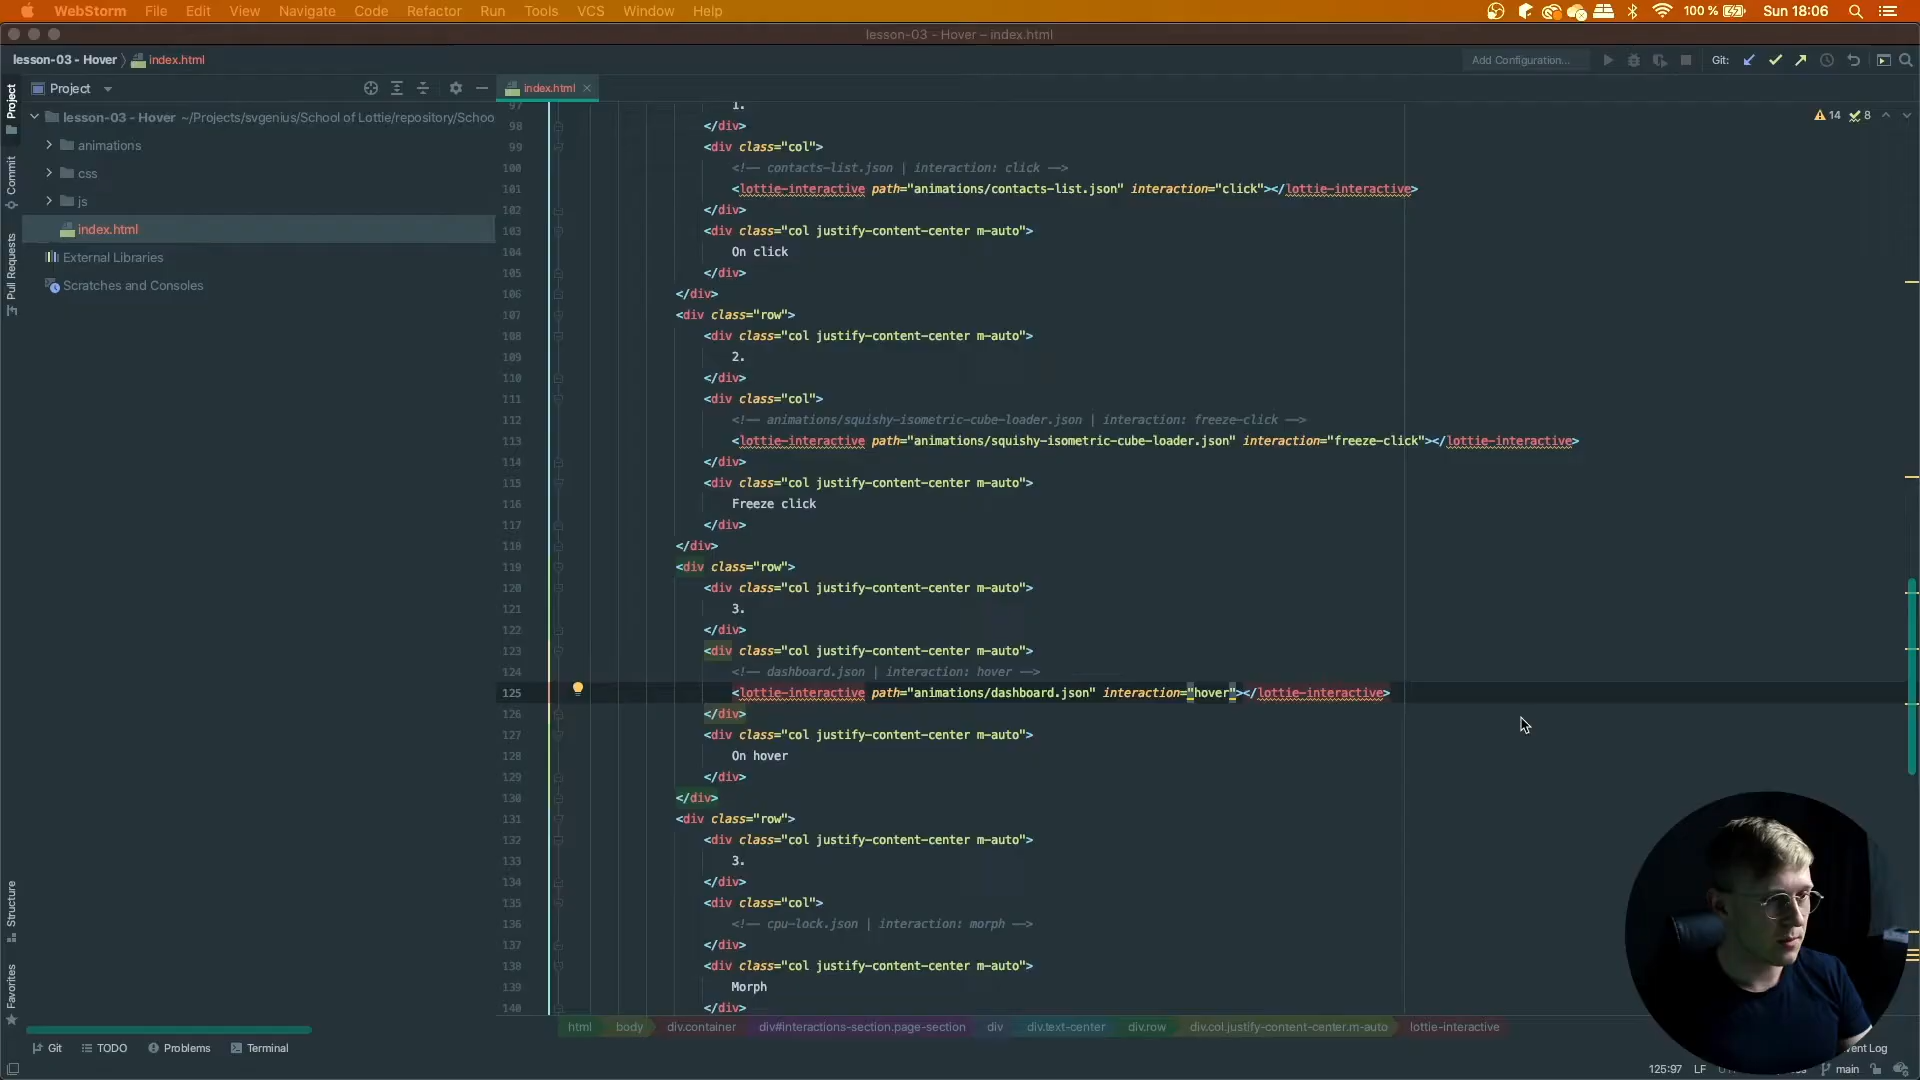 WebStorm File Edit View Navigate Code Refactor Run Tools VCS Window Help 100 % Sun 18:06
lesson-03 - Hover – index.html
lesson-03 - Hover 〉 index.html Add Configuration... Git:
Project index.html
Project
Commit
Pull Requests
Structure
Favorites
lesson-03 - Hover ~/Projects/svgenius/School of Lottie/repository/Schoo
animations
css
js
index.html
External Libraries
Scratches and Consoles
14 8
97 1.
98 </div>
99 <div class="col">
100 <!-- contacts-list.json | interaction: click -->
101 <lottie-interactive path="animations/contacts-list.json" interaction="click"></lottie-interactive>
102 </div>
103 <div class="col justify-content-center m-auto">
104 On click
105 </div>
106 </div>
107 <div class="row">
108 <div class="col justify-content-center m-auto">
109 2.
110 </div>
111 <div class="col">
112 <!-- animations/squishy-isometric-cube-loader.json | interaction: freeze-click -->
113 <lottie-interactive path="animations/squishy-isometric-cube-loader.json" interaction="freeze-click"></lottie-interactive>
114 </div>
115 <div class="col justify-content-center m-auto">
116 Freeze click
117 </div>
118 </div>
119 <div class="row">
120 <div class="col justify-content-center m-auto">
121 3.
122 </div>
123 <div class="col justify-content-center m-auto">
124 <!-- dashboard.json | interaction: hover -->
125 <lottie-interactive path="animations/dashboard.json" interaction="hover"></lottie-interactive>
126 </div>
127 <div class="col justify-content-center m-auto">
128 On hover
129 </div>
130 </div>
131 <div class="row">
132 <div class="col justify-content-center m-auto">
133 3.
134 </div>
135 <div class="col">
136 <!-- cpu-lock.json | interaction: morph -->
137 </div>
138 <div class="col justify-content-center m-auto">
139 Morph
140 </div>
html body div.container div#interactions-section.page-section div div.text-center div.row div.col.justify-content-center.m-auto lottie-interactive
Git TODO Problems Terminal vent Log
125:97 LF main